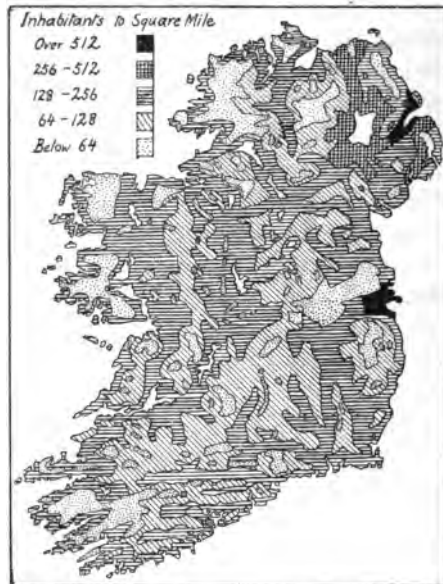 Inhabitants to Square Mile
Over 512
256-512
128-256
64-128
Below 64